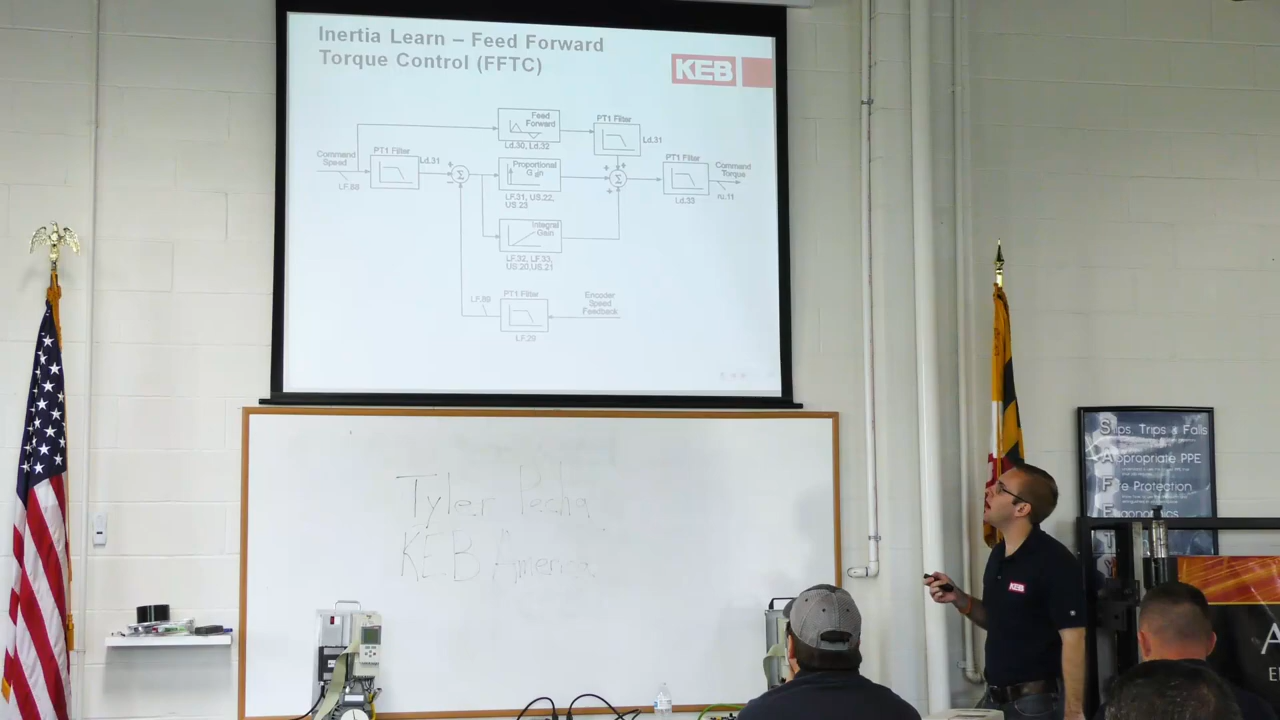 Inertia Learn – Feed Forward
Torque Control (FFTC)
KEB
Feed
Forward
Ld.30, Ld.32
PT1 Filter
Ld.31
Command
Speed
LF.88
PT1 Filter
Ld.31
Proportional
Gain
LF.31, US.22,
US.23
PT1 Filter
Ld.33
Command
Torque
ru.11
Integral
Gain
LF.32, LF.33,
US.20,US.21
LF.89
PT1 Filter
LF.29
Encoder
Speed
Feedback
Tyler Pecha
KEB America
KEB
Slips, Trips & Falls
Appropriate PPE
Fire Protection
Ergonomics
T
S
A